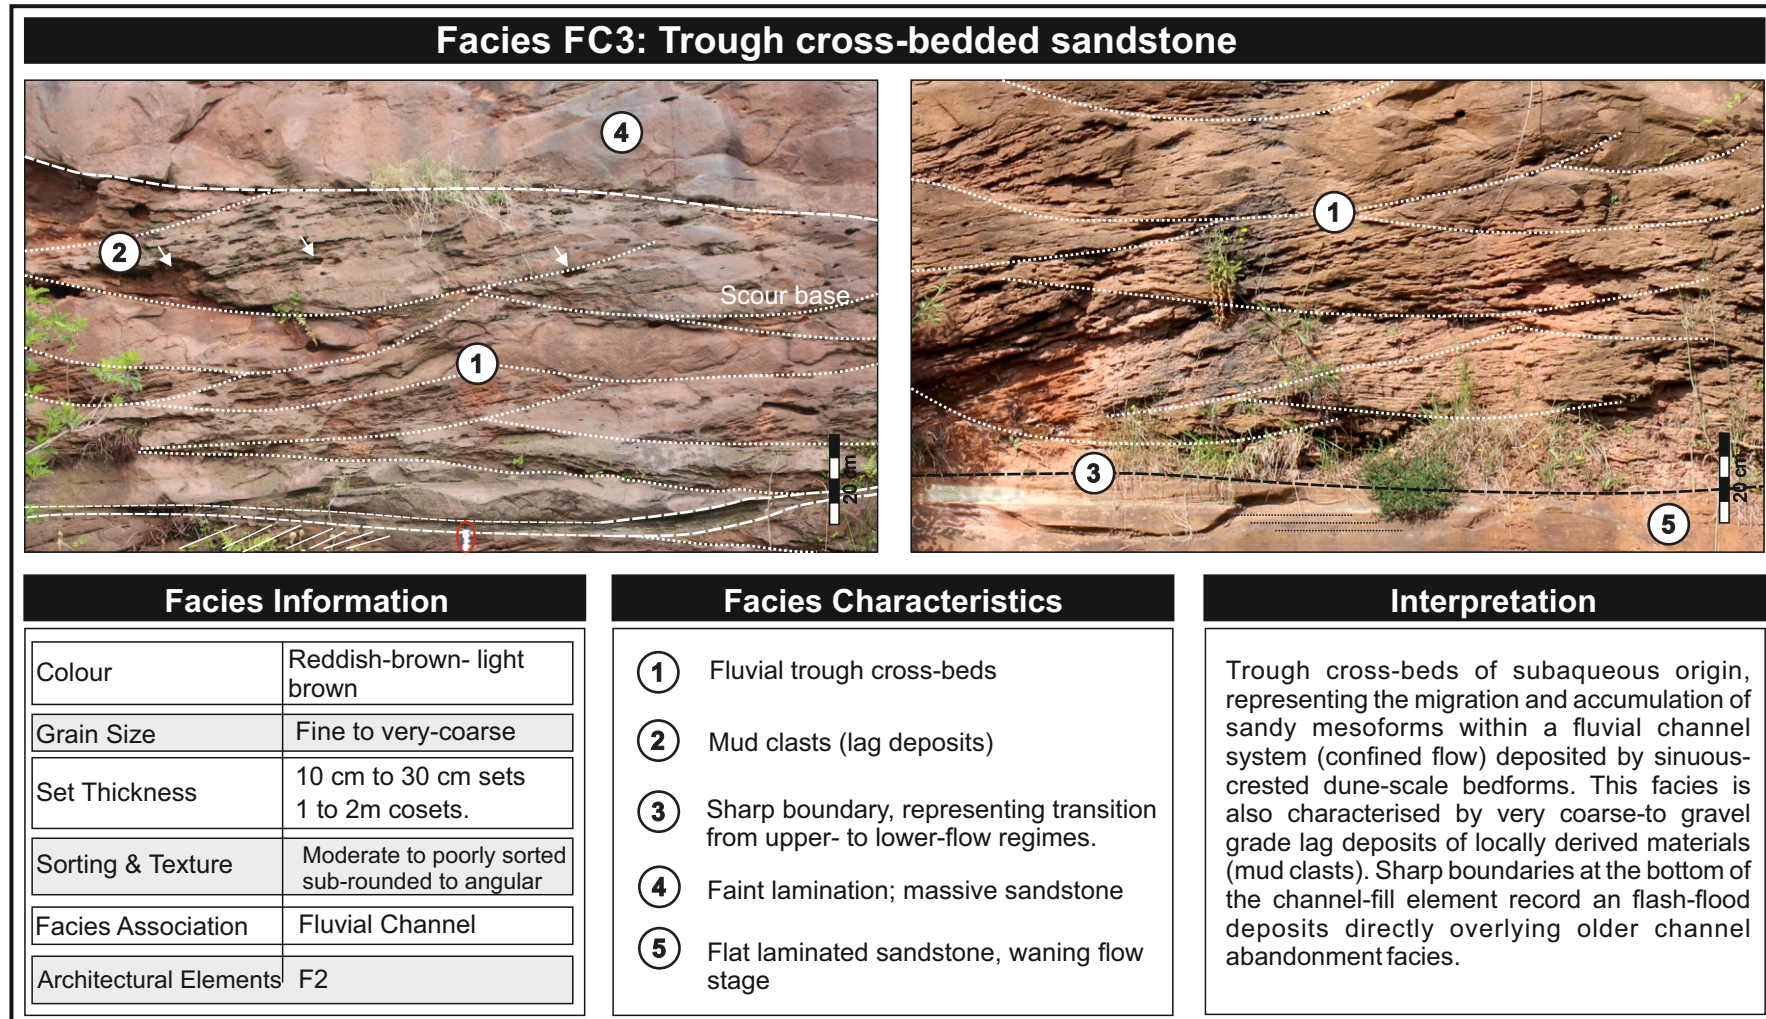 Facies FC3: Trough cross-bedded sandstone
4
2
Scour base
1
20 cm
1
3
5
20 cm
Facies Information
Colour
Reddish-brown- light
brown
Grain Size
Fine to very-coarse
Set Thickness
10 cm to 30 cm sets
1 to 2m cosets.
Sorting & Texture
Moderate to poorly sorted
sub-rounded to angular
Facies Association
Fluvial Channel
Architectural Elements
F2
Facies Characteristics
1 Fluvial trough cross-beds
2 Mud clasts (lag deposits)
3 Sharp boundary, representing transition
from upper- to lower-flow regimes.
4 Faint lamination; massive sandstone
5 Flat laminated sandstone, waning flow
stage
Interpretation
Trough cross-beds of subaqueous origin,
representing the migration and accumulation of
sandy mesoforms within a fluvial channel
system (confined flow) deposited by sinuous-
crested dune-scale bedforms. This facies is
also characterised by very coarse-to gravel
grade lag deposits of locally derived materials
(mud clasts). Sharp boundaries at the bottom of
the channel-fill element record an flash-flood
deposits directly overlying older channel
abandonment facies.